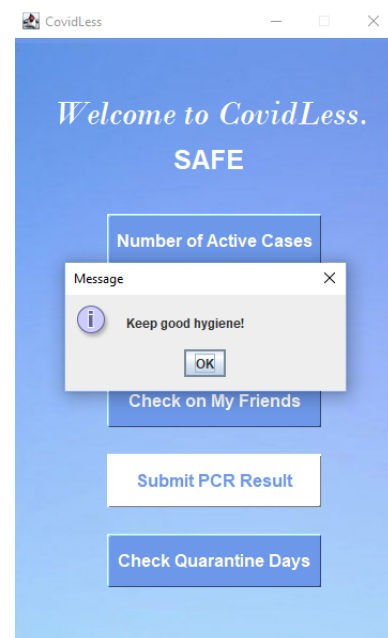 CovidLess
Welcome to CovidLess.
SAFE
Number of Active Cases
Message
Keep good hygiene!
OK
Check on My Friends
Submit PCR Result
Check Quarantine Days